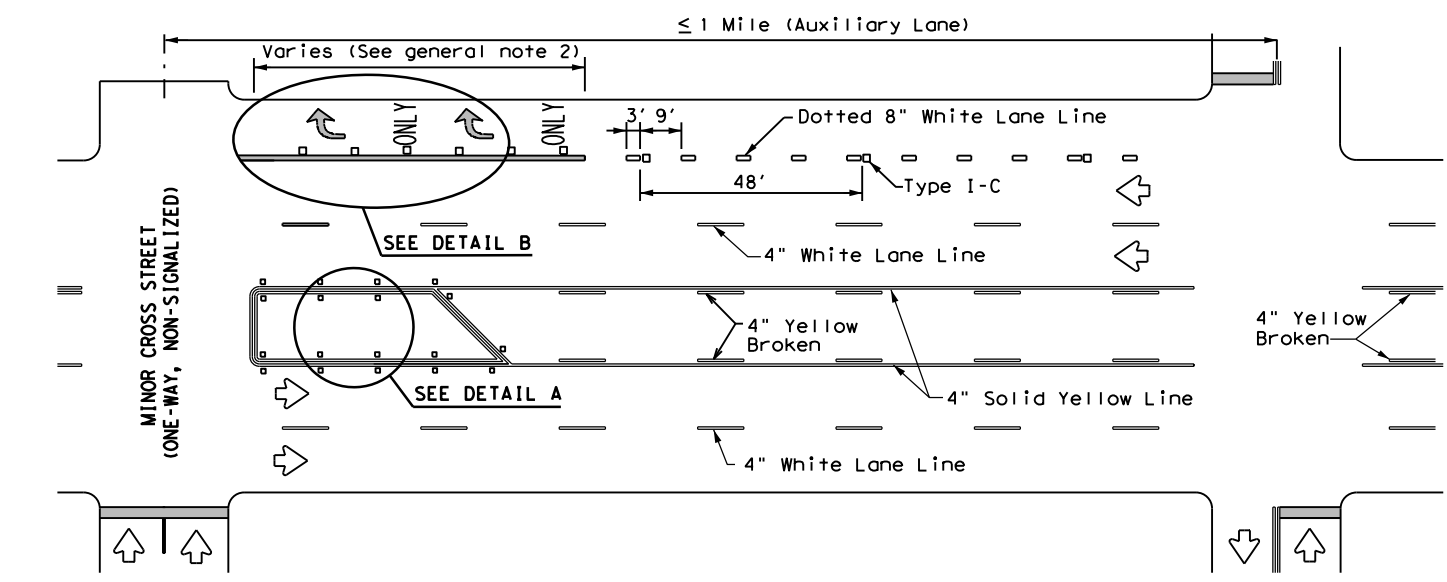 ≤ 1 Mile (Auxiliary Lane)
Varies (See general note 2)
ONLY
ONLY
3' 9'
Dotted 8" White Lane Line
48'
Type I-C
SEE DETAIL B
4" White Lane Line
MINOR CROSS STREET
(ONE-WAY, NON-SIGNALIZED)
4" Yellow
Broken
4" Yellow
Broken
SEE DETAIL A
4" Solid Yellow Line
4" White Lane Line